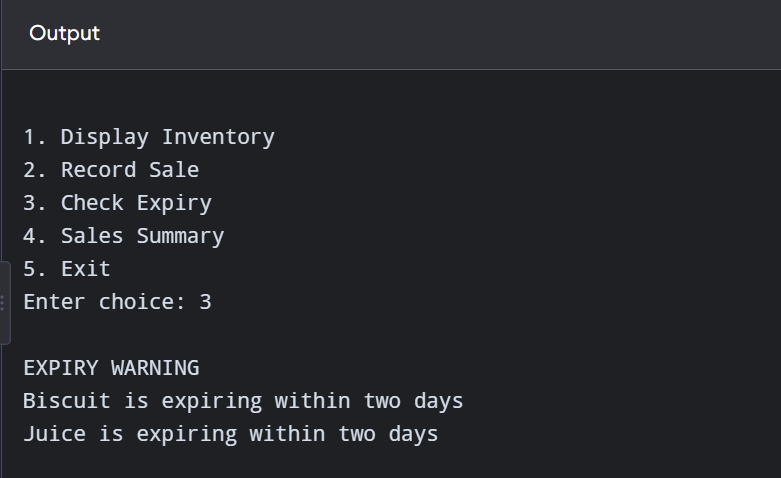 Output
1. Display Inventory
2. Record Sale
3. Check Expiry
4. Sales Summary
5. Exit
Enter choice: 3
EXPIRY WARNING
Biscuit is expiring within two days
Juice is expiring within two days